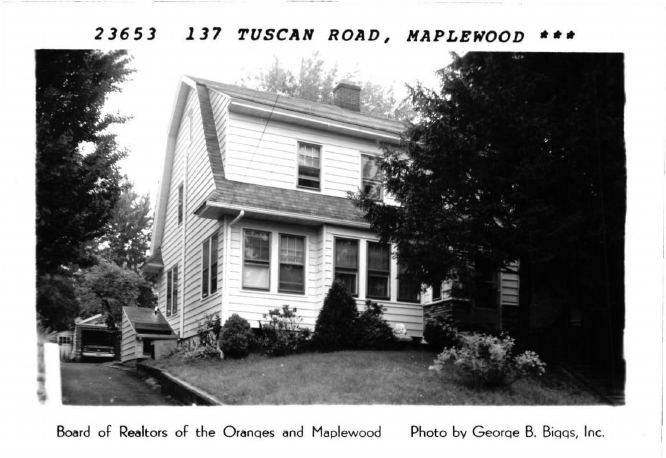 23653 137 TUSCAN ROAD, MAPLEWOOD ***
Board of Realtors of the Oranges and Maplewood Photo by George B. Biggs, Inc.